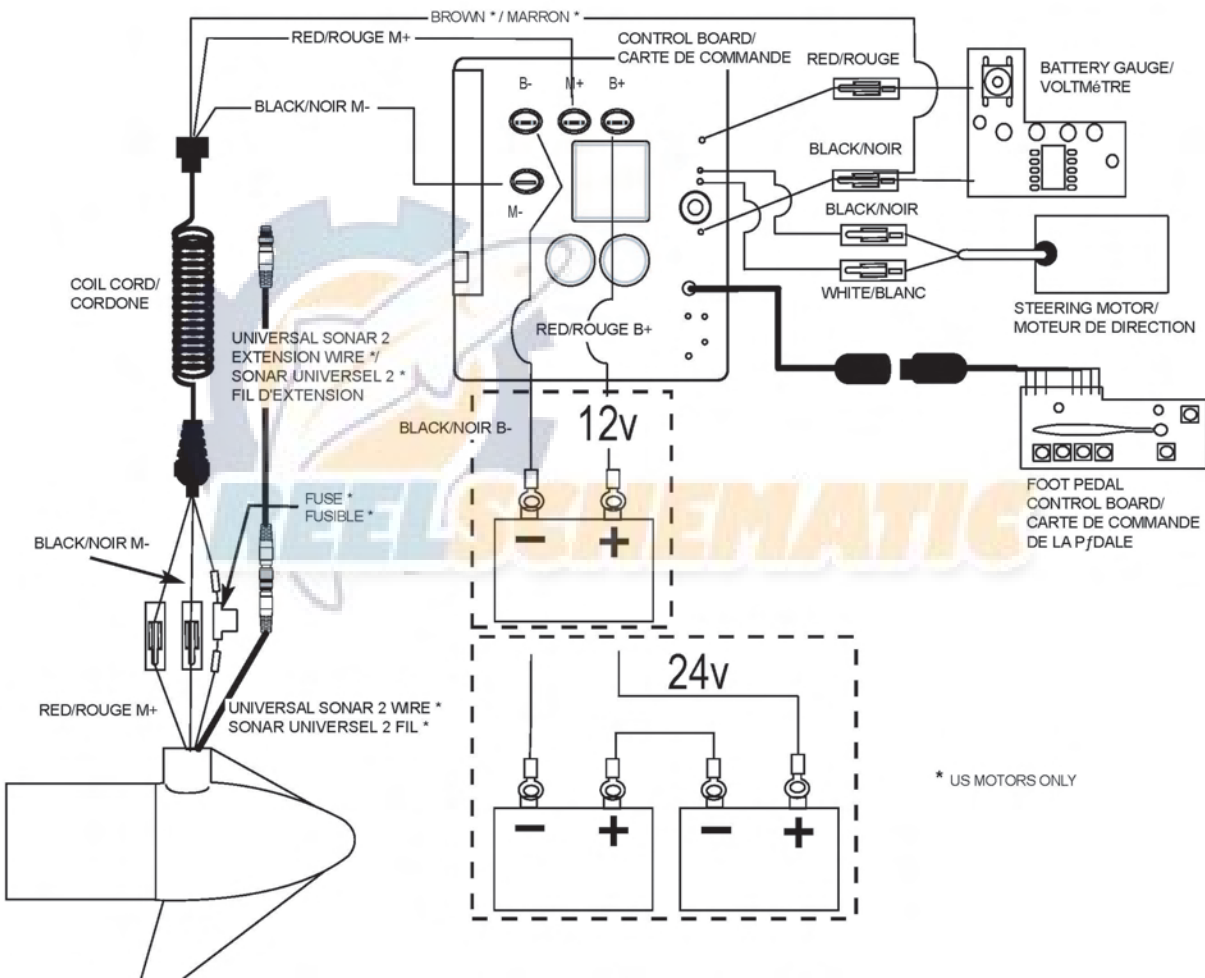 BROWN * / MARRON *
RED/ROUGE M+
BLACK/NOIR M-
CONTROL BOARD/
CARTE DE COMMANDE
B-
M+
B+
M-
RED/ROUGE
BATTERY GAUGE/
VOLTMéTRE
BLACK/NOIR
BLACK/NOIR
WHITE/BLANC
STEERING MOTOR/
MOTEUR DE DIRECTION
COIL CORD/
CORDONE
UNIVERSAL SONAR 2
EXTENSION WIRE */
SONAR UNIVERSEL 2 *
FIL D'EXTENSION
RED/ROUGE B+
BLACK/NOIR B-
12v
- +
FOOT PEDAL
CONTROL BOARD/
CARTE DE COMMANDE
DE LA PƒDALE
REELSCHEMATIC
FUSE *
FUSIBLE *
BLACK/NOIR M-
RED/ROUGE M+
UNIVERSAL SONAR 2 WIRE *
SONAR UNIVERSEL 2 FIL *
24v
- + - +
* US MOTORS ONLY